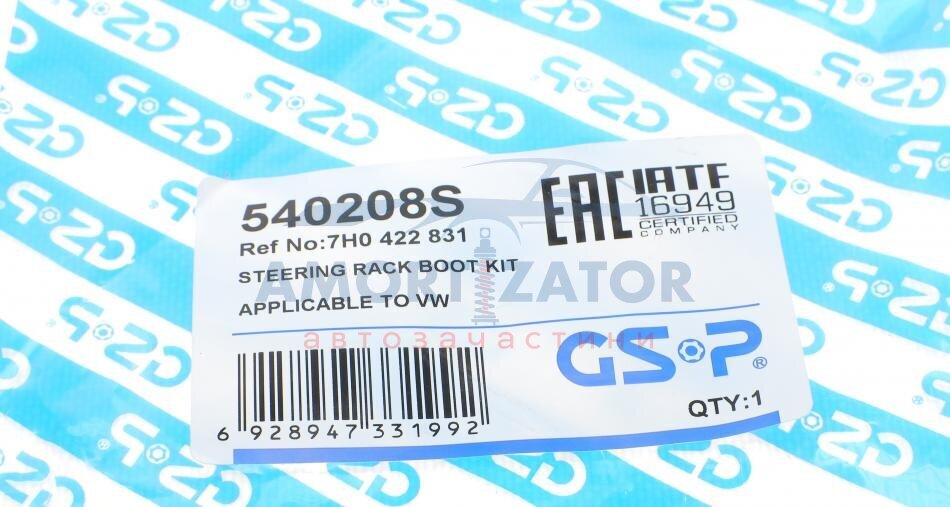 540208S
Ref No:7H0 422 831
STEERING RACK BOOT KIT
APPLICABLE TO VW
EAC
IATF
16949
CERTIFIED
COMPANY
AMORTIZATOR
автозапчастини
GSP®
6 928947 331992
QTY:1